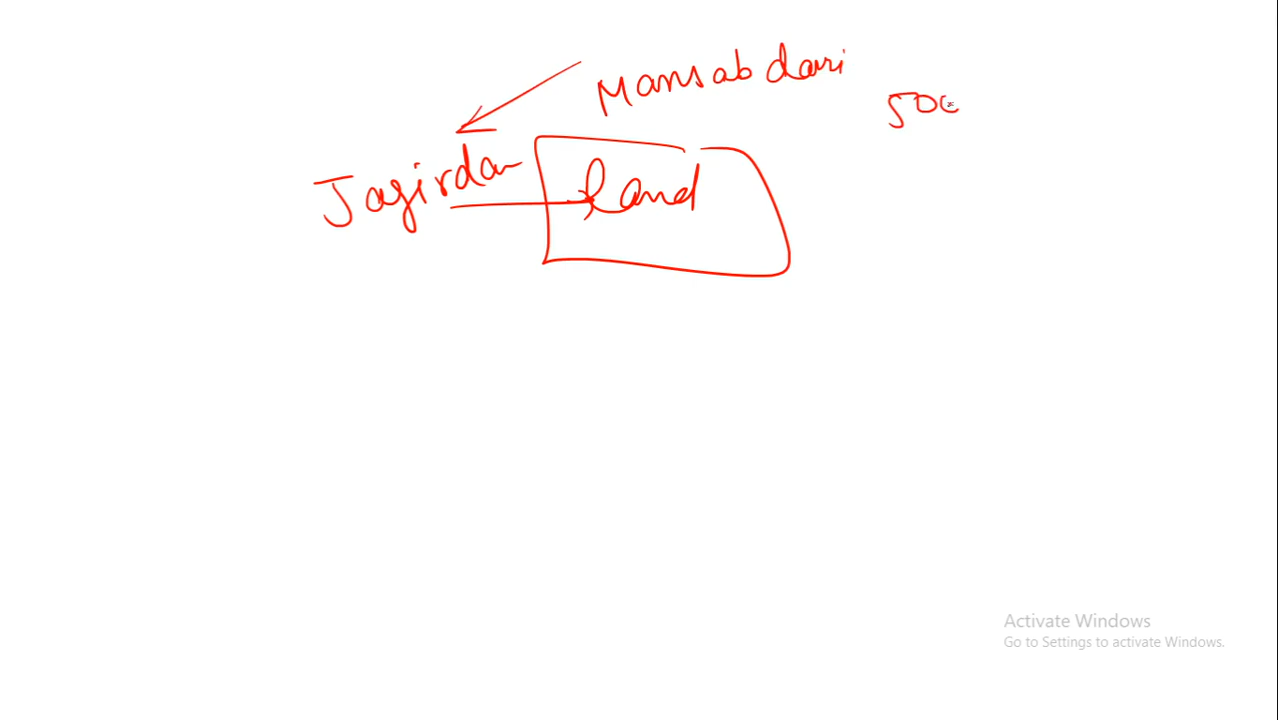 Mansabdari
500
Jagirdar
land
Activate Windows
Go to Settings to activate Windows.